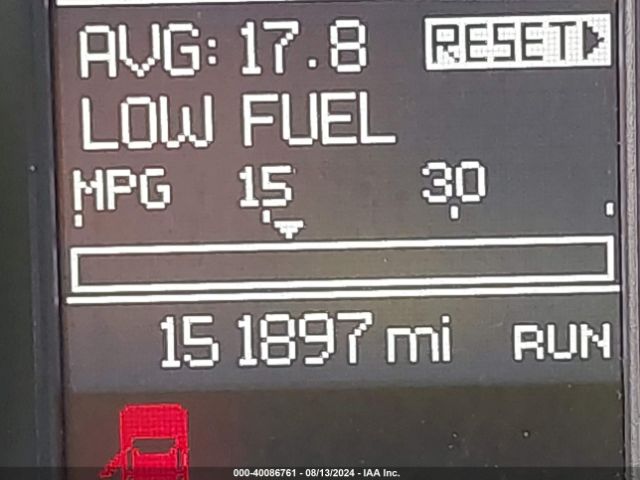 AVG: 17.8 RESET
LOW FUEL
MPG 15 30
151897 mi RUN
000-40086761 - 08/13/2024 - IAA Inc.